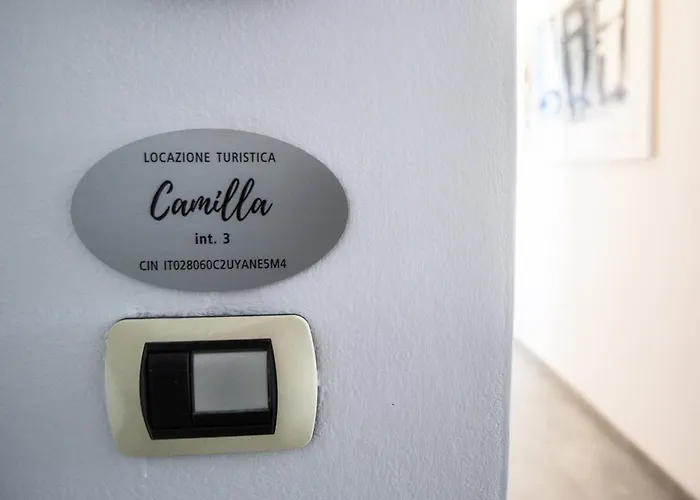 LOCAZIONE TURISTICA
Camilla
int. 3
CIN IT028060C2UYANE5M4